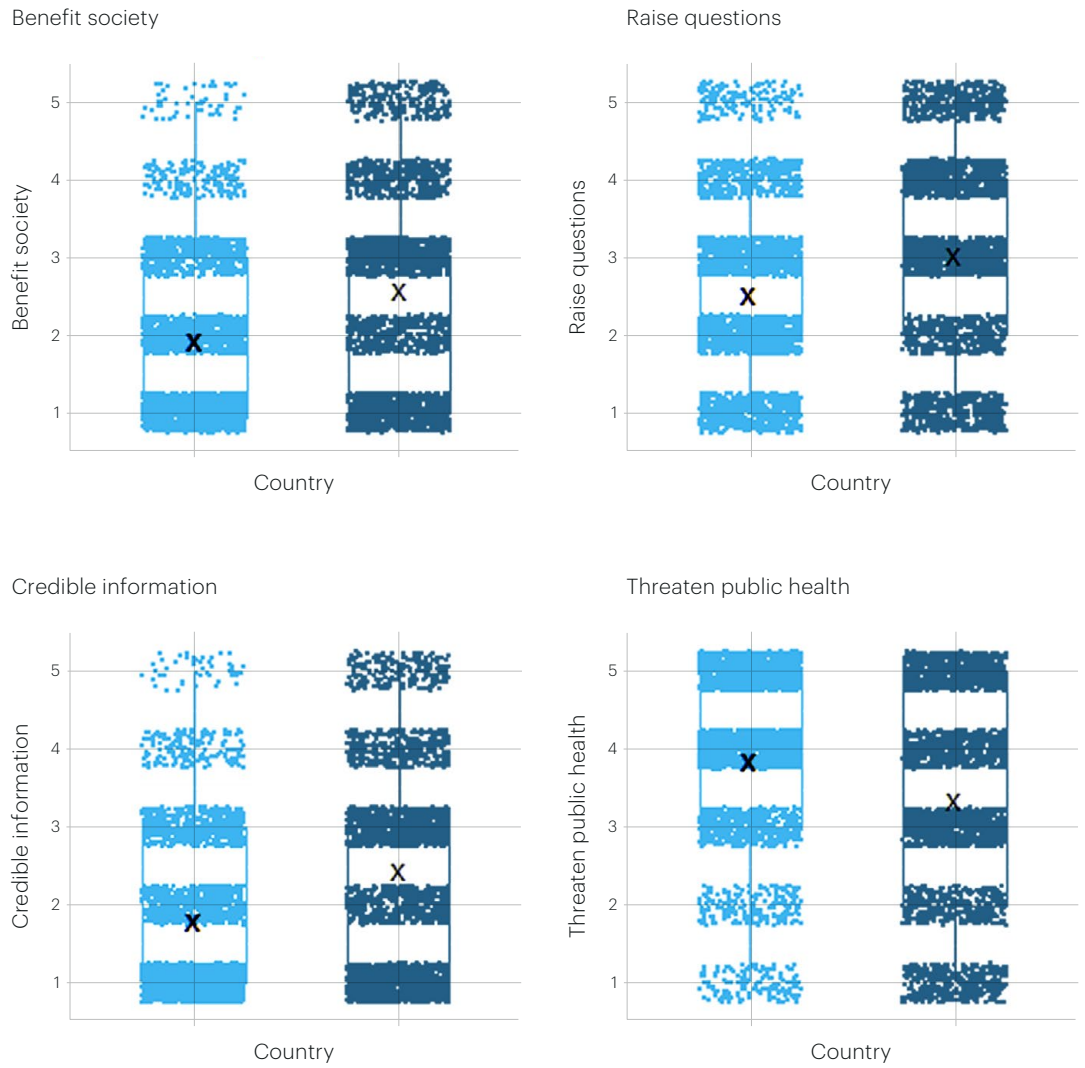 Benefit society
Raise questions
Benefit society
5
4
3
2
1
X
X
Country
Raise questions
5
4
3
2
1
X
X
Country
Credible information
Threaten public health
Credible information
5
4
3
2
1
X
X
Country
Threaten public health
5
4
3
2
1
X
X
Country